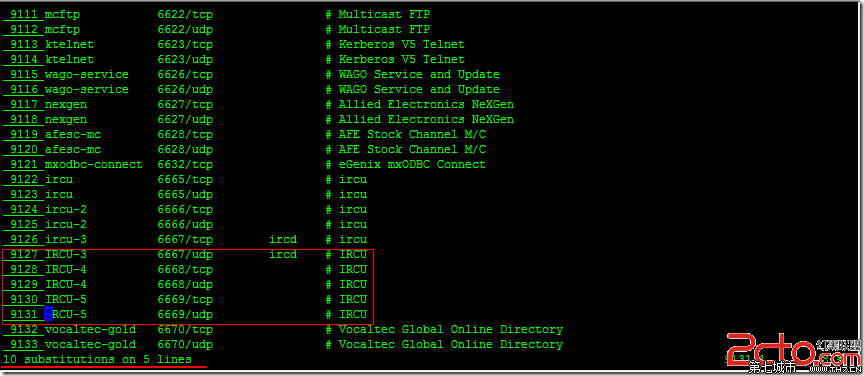 9111 mcftp 6622/tcp # Multicast FTP
9112 mcftp 6622/udp # Multicast FTP
9113 ktelnet 6623/tcp # Kerberos V5 Telnet
9114 ktelnet 6623/udp # Kerberos V5 Telnet
9115 wago-service 6626/tcp # WAGO Service and Update
9116 wago-service 6626/udp # WAGO Service and Update
9117 nexgen 6627/tcp # Allied Electronics NeXGen
9118 nexgen 6627/udp # Allied Electronics NeXGen
9119 afesc-mc 6628/tcp # AFE Stock Channel M/C
9120 afesc-mc 6628/udp # AFE Stock Channel M/C
9121 mxodbc-connect 6632/tcp # eGenix mxODBC Connect
9122 ircu 6665/tcp # ircu
9123 ircu 6665/udp # ircu
9124 ircu-2 6666/tcp # ircu
9125 ircu-2 6666/udp # ircu
9126 ircu-3 6667/tcp ircd # ircu
9127 IRCU-3 6667/udp ircd # IRCU
9128 IRCU-4 6668/tcp # IRCU
9129 IRCU-4 6668/udp # IRCU
9130 IRCU-5 6669/tcp # IRCU
9131 IRCU-5 6669/udp # IRCU
9132 vocaltec-gold 6670/tcp # Vocaltec Global Online Directory
9133 vocaltec-gold 6670/udp # Vocaltec Global Online Directory
10 substitutions on 5 lines
2cto.com
第七城市